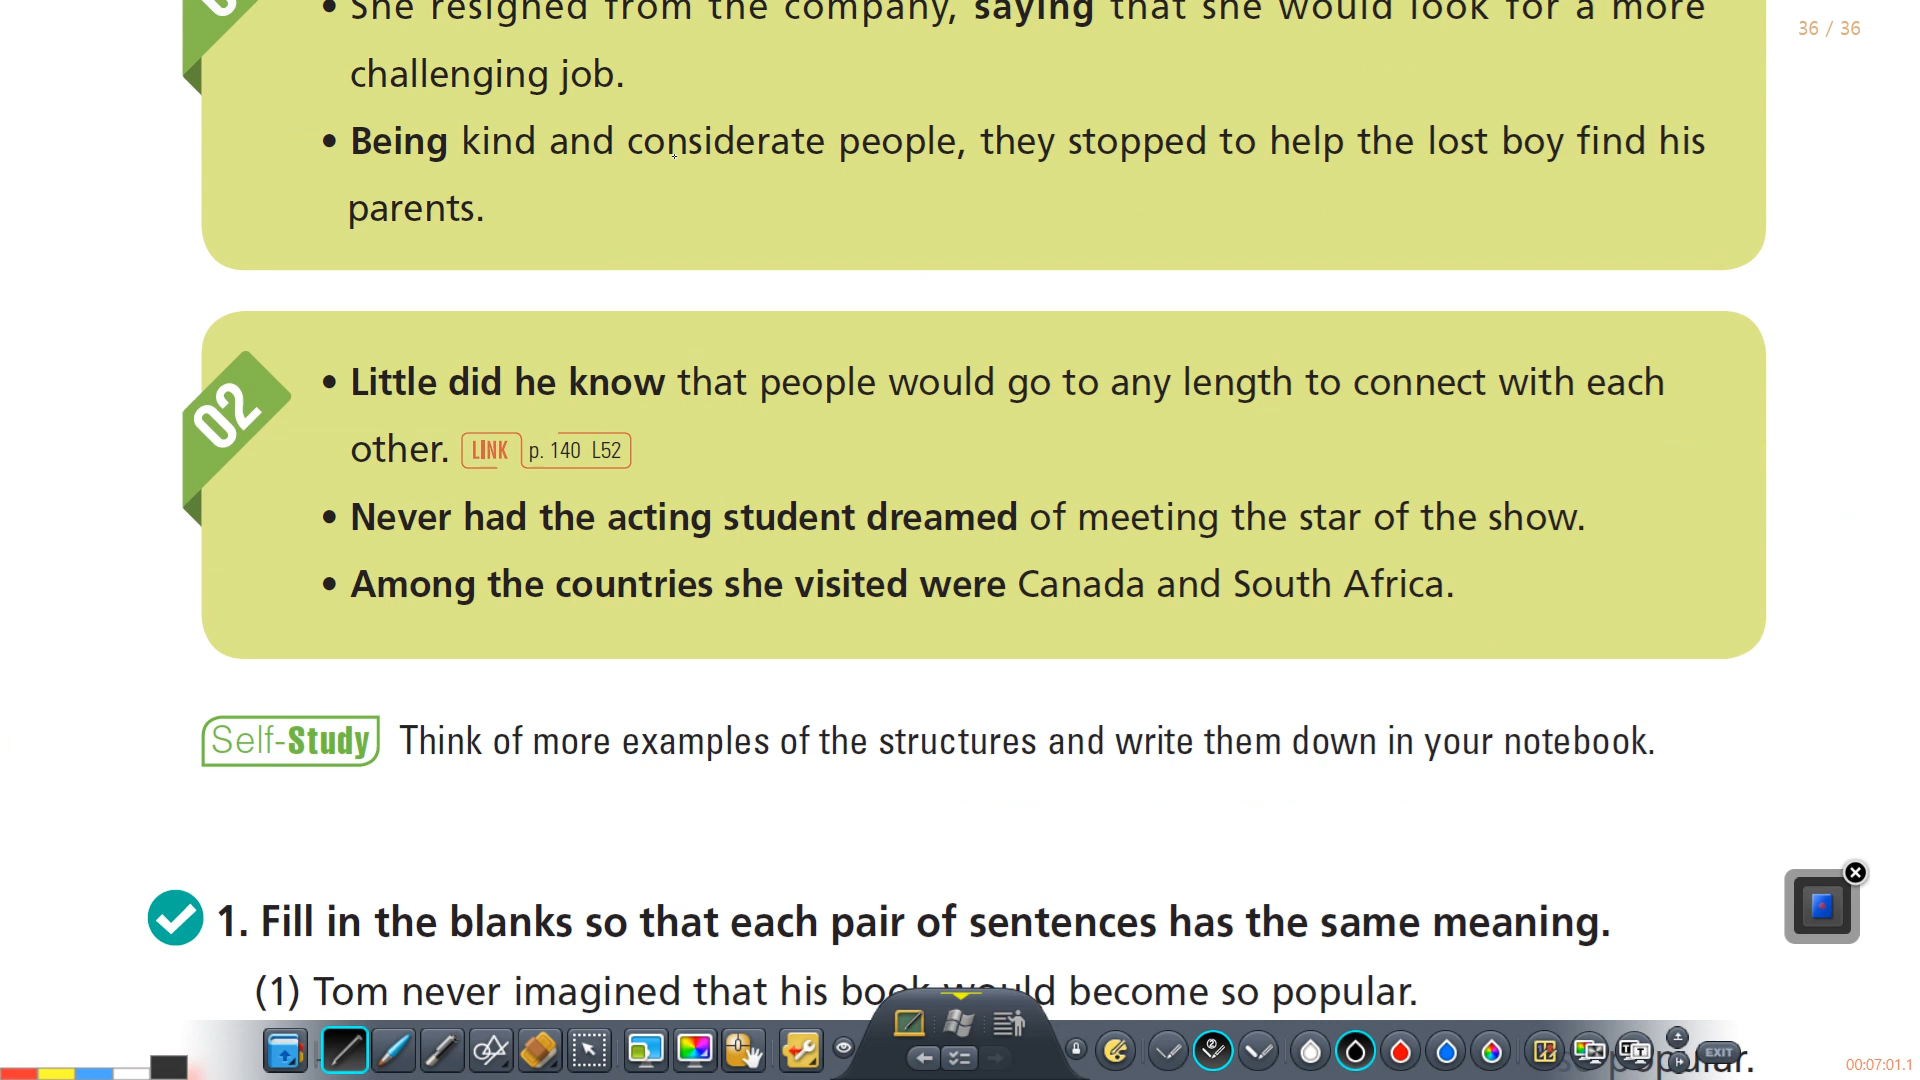 • She resigned from the company, saying that she would look for a more
36 / 36
challenging job.
• Being kind and considerate people, they stopped to help the lost boy find his
parents.
02
• Little did he know that people would go to any length to connect with each
other. LINK p. 140 L52
• Never had the acting student dreamed of meeting the star of the show.
• Among the countries she visited were Canada and South Africa.
Self-Study Think of more examples of the structures and write them down in your notebook.
1. Fill in the blanks so that each pair of sentences has the same meaning.
(1) Tom never imagined that his book would become so popular.
EXIT
popular.
00:07:01.1